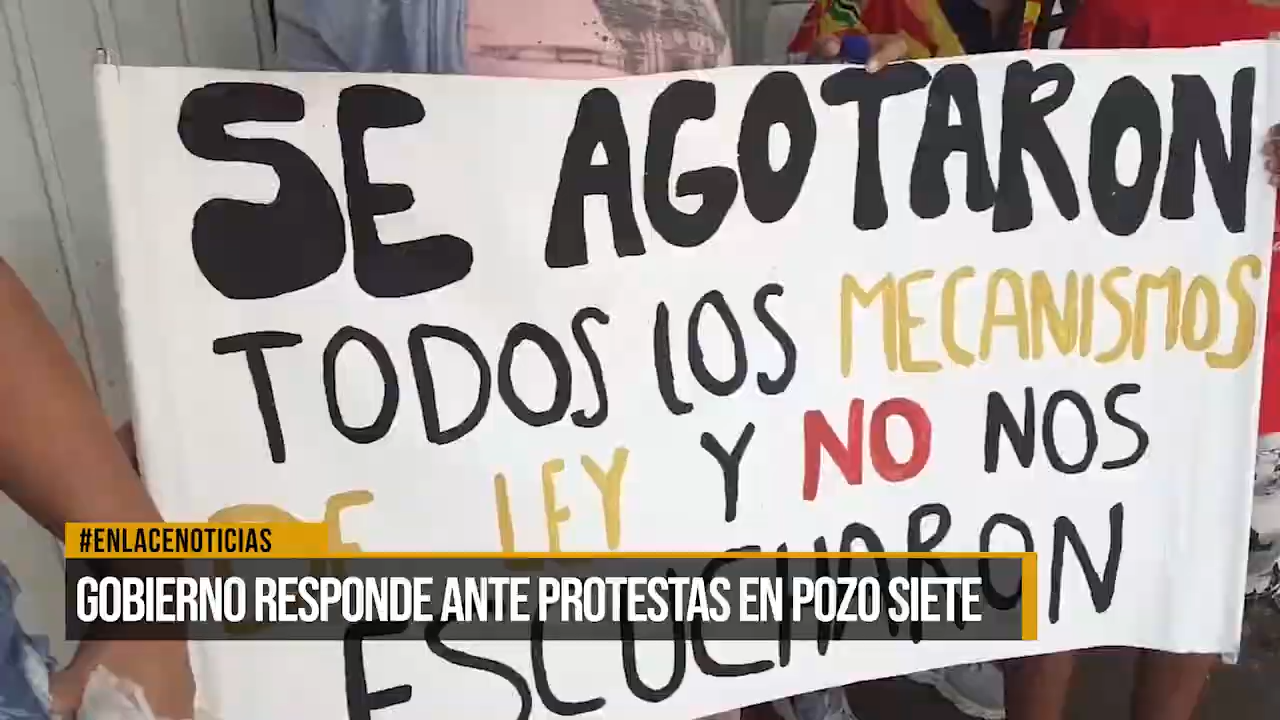 SE AGOTARON
TODOS LOS MECANISMOS
DE LEY Y NO NOS
ESCUCHARON
#ENLACENOTICIAS
GOBIERNO RESPONDE ANTE PROTESTAS EN POZO SIETE